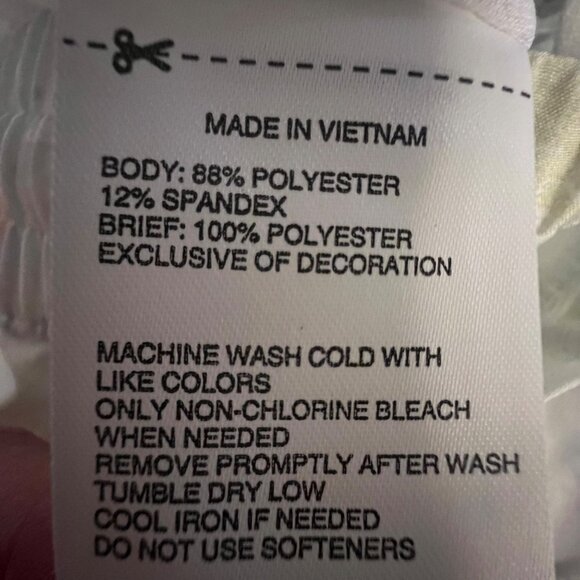 MADE IN VIETNAM
BODY: 88% POLYESTER
12% SPANDEX
BRIEF: 100% POLYESTER
EXCLUSIVE OF DECORATION
MACHINE WASH COLD WITH
LIKE COLORS
ONLY NON-CHLORINE BLEACH
WHEN NEEDED
REMOVE PROMPTLY AFTER WASH
TUMBLE DRY LOW
COOL IRON IF NEEDED
DO NOT USE SOFTENERS